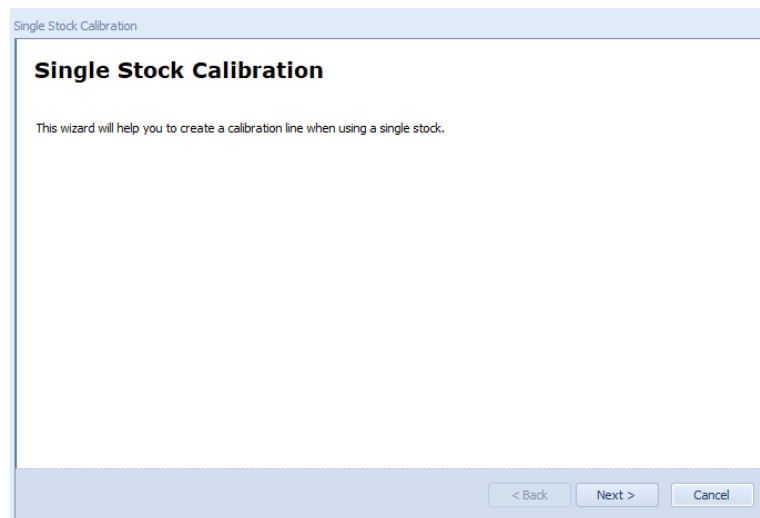 Single Stock Calibration
Single Stock Calibration
This wizard will help you to create a calibration line when using a single stock.
< Back
Next >
Cancel